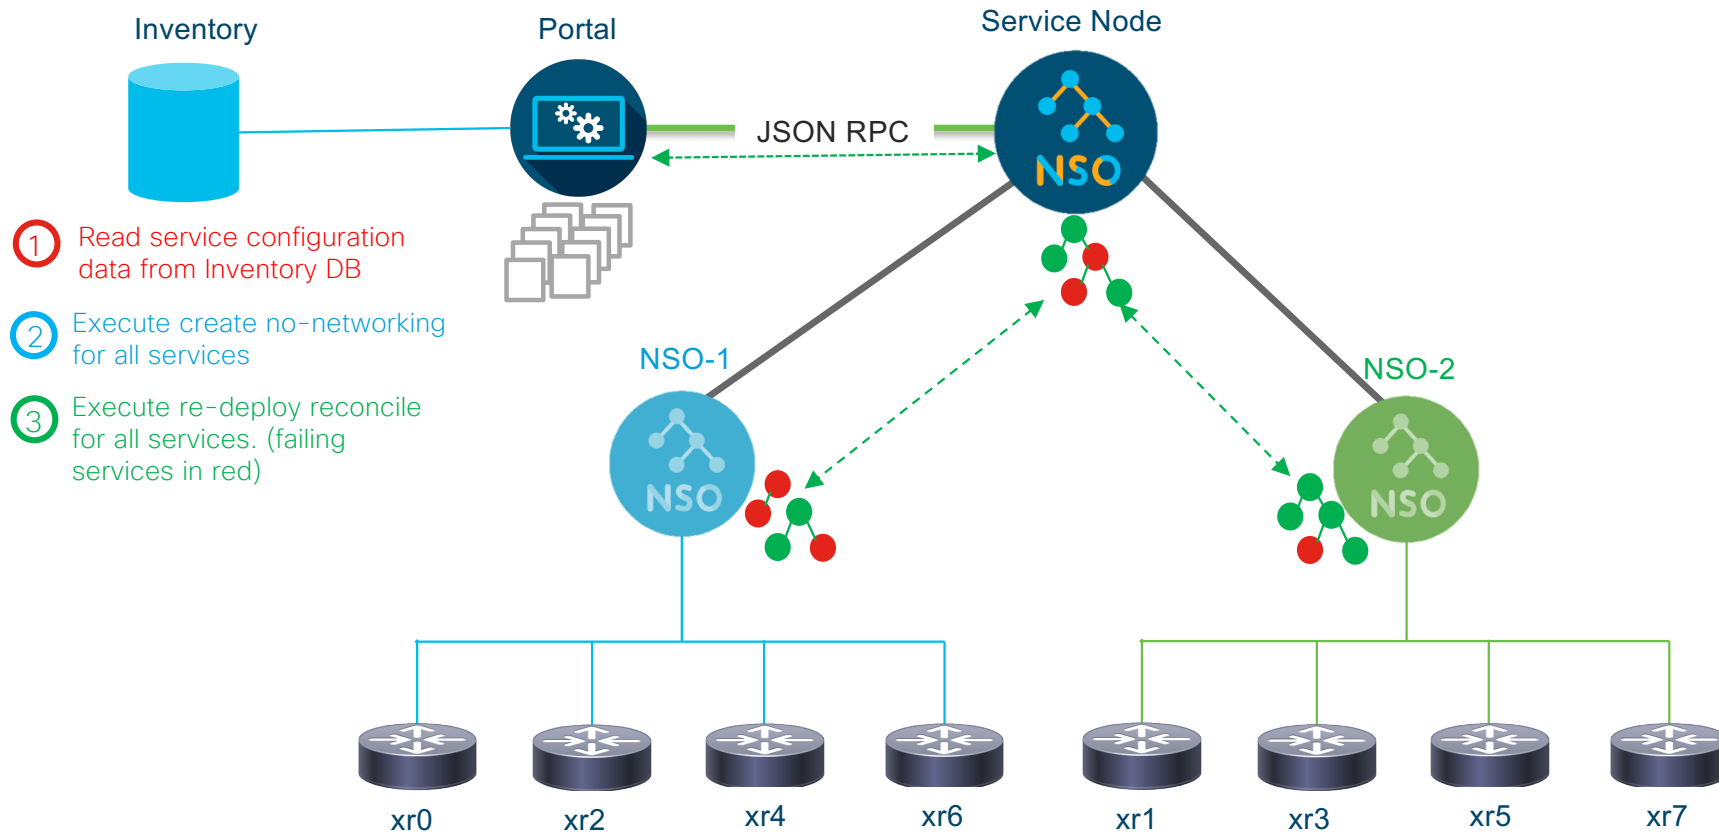 Inventory
Portal
Service Node
JSON RPC
NSO
1 Read service configuration
data from Inventory DB
2 Execute create no-networking
for all services
3 Execute re-deploy reconcile
for all services. (failing
services in red)
NSO-1
NSO
NSO-2
NSO
xr0
xr2
xr4
xr6
xr1
xr3
xr5
xr7